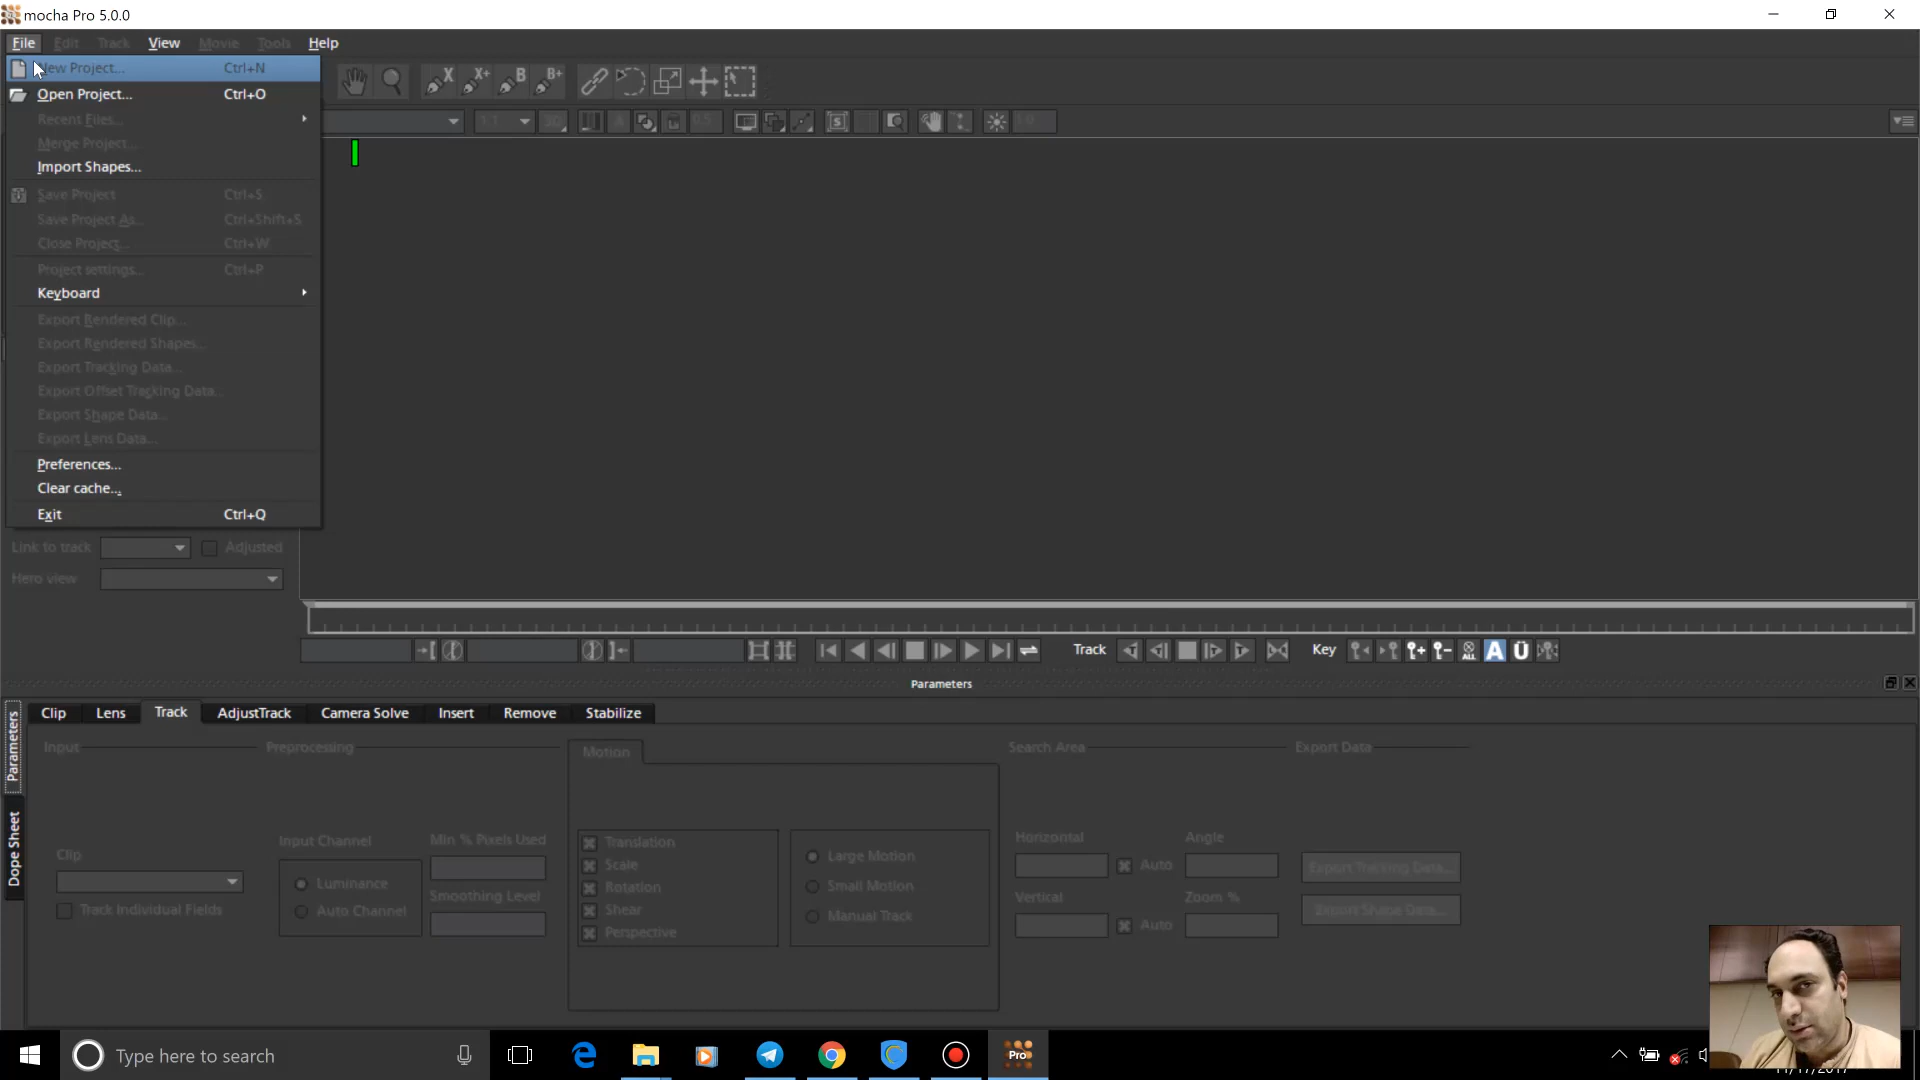 mocha Pro 5.0.0
File Edit Track View Movie Tools Help
New Project... Ctrl+N
Open Project... Ctrl+O
Recent Files...
Merge Project...
Import Shapes...
Save Project Ctrl+S
Save Project As... Ctrl+Shift+S
Close Project... Ctrl+W
Project settings... Ctrl+P
Keyboard
Export Rendered Clip...
Export Rendered Shapes...
Export Tracking Data...
Export Offset Tracking Data...
Export Shape Data...
Export Lens Data...
Preferences...
Clear cache...
Exit Ctrl+Q
Link to track Adjusted
Hero view
Track Key
Parameters
Parameters
Dope Sheet
Clip Lens Track AdjustTrack Camera Solve Insert Remove Stabilize
Input Preprocessing Motion Search Area Export Data
Clip
Track Individual Fields
Input Channel
Luminance
Auto Channel
Min % Pixels Used
Smoothing Level
Translation
Scale
Rotation
Shear
Perspective
Large Motion
Small Motion
Manual Track
Horizontal Angle
Auto
Vertical Zoom %
Auto
Export Tracking Data...
Export Shape Data...
Type here to search
Pro